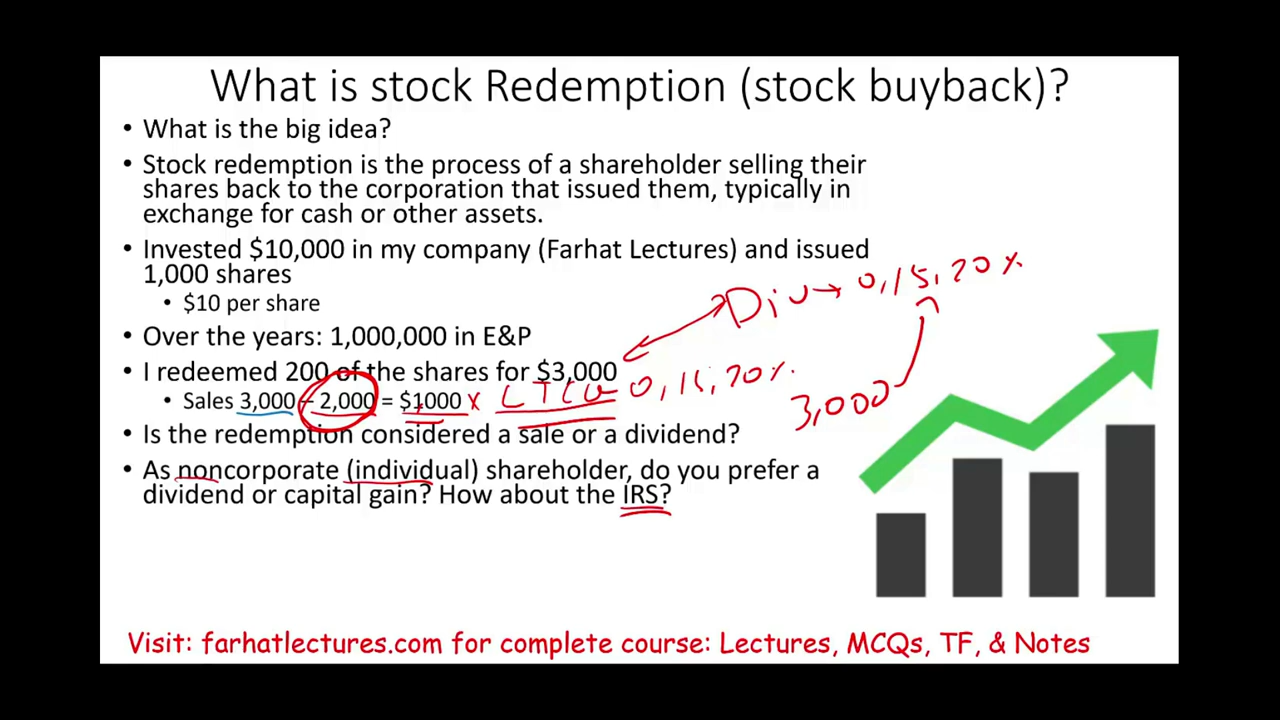 What is stock Redemption (stock buyback)?
• What is the big idea?
• Stock redemption is the process of a shareholder selling their
shares back to the corporation that issued them, typically in
exchange for cash or other assets.
• Invested $10,000 in my company (Farhat Lectures) and issued
1,000 shares
• $10 per share
Div → 0, 15, 20 %
• Over the years: 1,000,000 in E&P
• I redeemed 200 of the shares for $3,000
• Sales 3,000 – 2,000 = $1000 x LTCG 0, 15, 20 %.
3,000
• Is the redemption considered a sale or a dividend?
• As noncorporate (individual) shareholder, do you prefer a
dividend or capital gain? How about the IRS?
Visit: farhatlectures.com for complete course: Lectures, MCQs, TF, & Notes